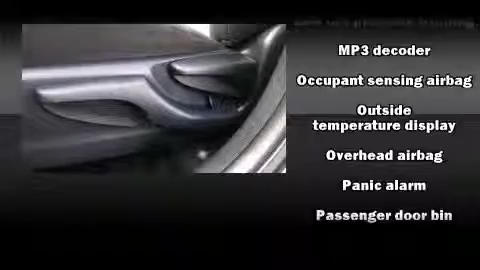 MP3 decoder
Occupant sensing airbag
Outside
temperature display
Overhead airbag
Panic alarm
Passenger door bin